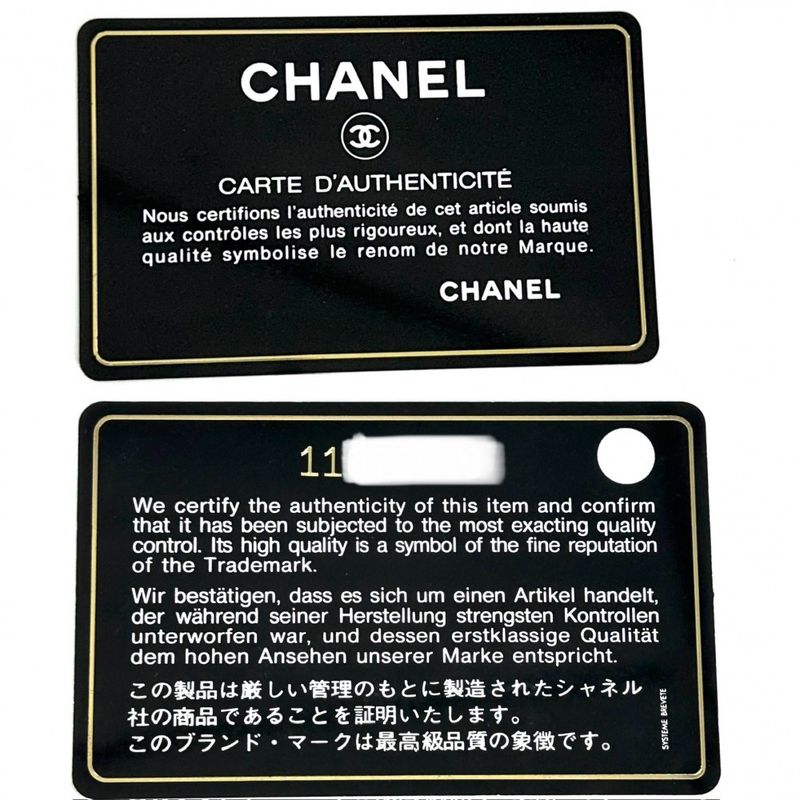 CHANEL
CARTE D'AUTHENTICITÉ
Nous certifions l'authenticité de cet article soumis
aux contrôles les plus rigoureux, et dont la haute
qualité symbolise le renom de notre Marque.
CHANEL
11
We certify the authenticity of this item and confirm
that it has been subjected to the most exacting quality
control. Its high quality is a symbol of the fine reputation
of the Trademark.
Wir bestätigen, dass es sich um einen Artikel handelt,
der während seiner Herstellung strengsten Kontrollen
unterworfen war, und dessen erstklassige Qualität
dem hohen Ansehen unserer Marke entspricht.
この製品は厳しい管理のもとに製造されたシャネル
社の商品であることを証明いたします。
このブランド・マークは最高級品質の象徴です。
SYSTEME BREVETE